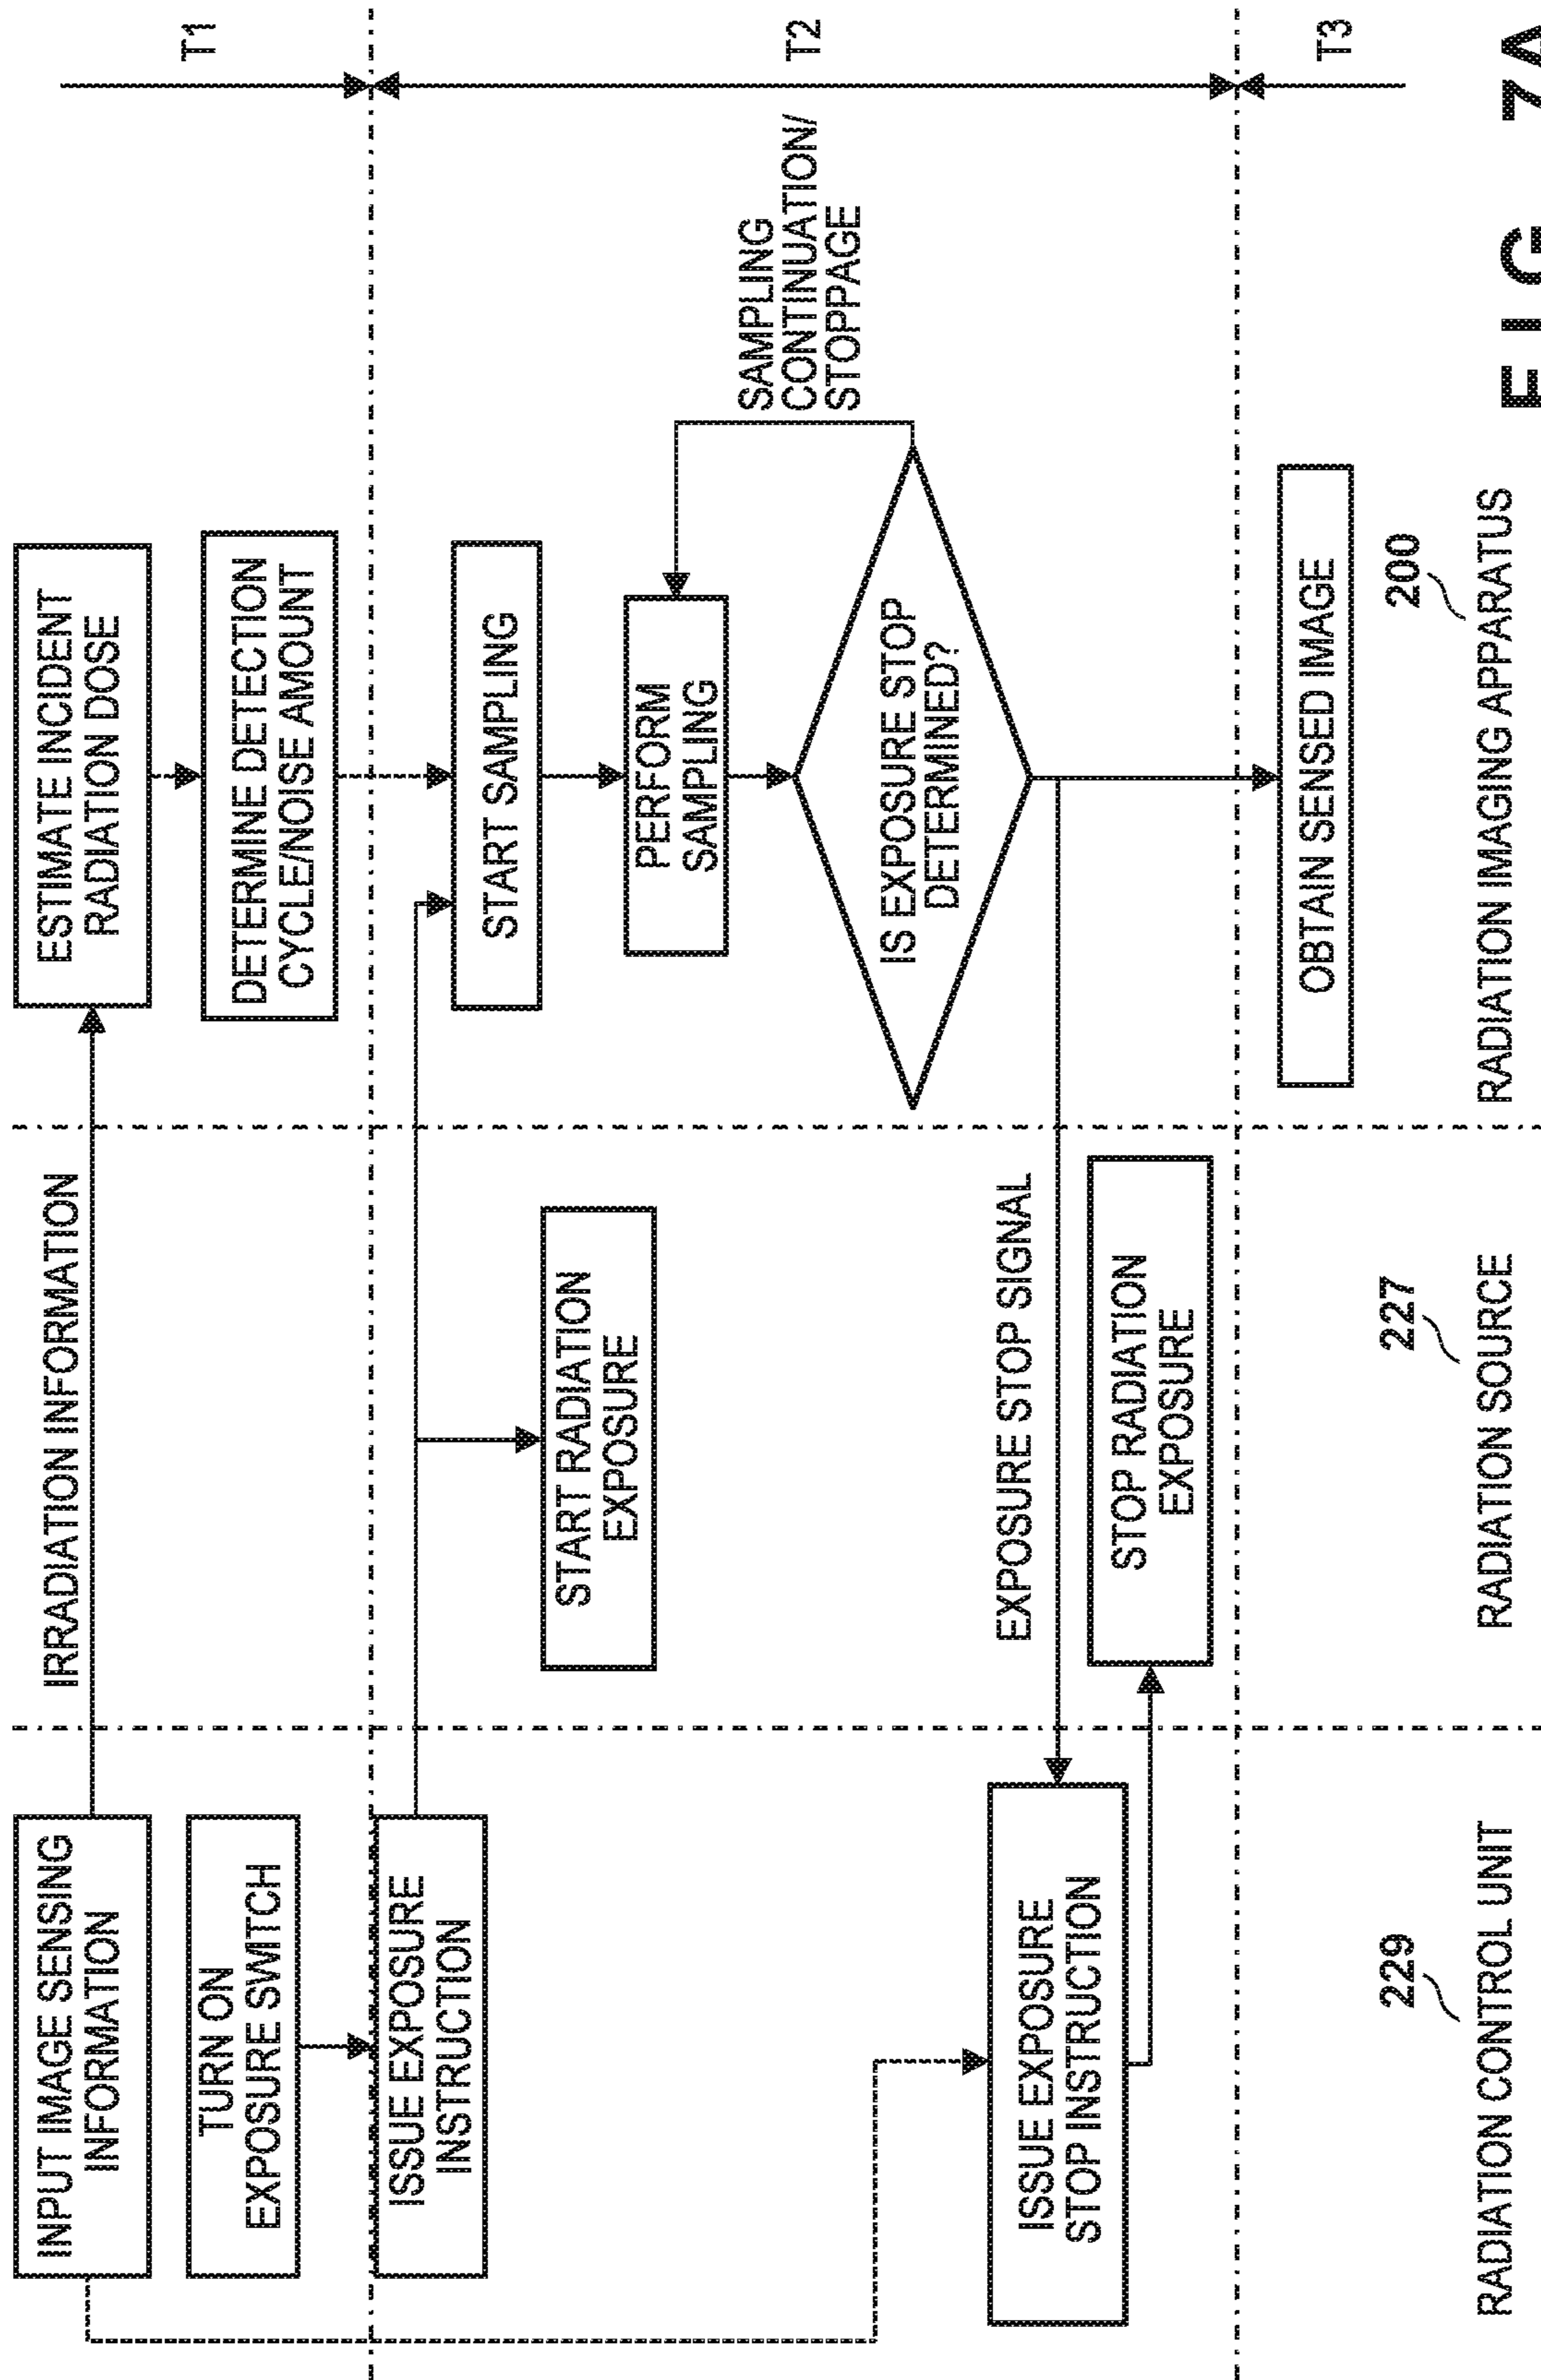 INPUT IMAGE SENSING
INFORMATION
IRRADIATION INFORMATION
ESTIMATE INCIDENT
RADIATION DOSE
T1
TURN ON
EXPOSURE SWITCH
DETERMINE DETECTION
CYCLE/NOISE AMOUNT
ISSUE EXPOSURE
INSTRUCTION
START SAMPLING
T2
START RADIATION
EXPOSURE
PERFORM
SAMPLING
SAMPLING
CONTINUATION/
STOPPAGE
IS EXPOSURE STOP
DETERMINED?
EXPOSURE STOP SIGNAL
ISSUE EXPOSURE
STOP INSTRUCTION
STOP RADIATION
EXPOSURE
OBTAIN SENSED IMAGE
T3
229
RADIATION CONTROL UNIT
227
RADIATION SOURCE
200
RADIATION IMAGING APPARATUS
FIG. 7A